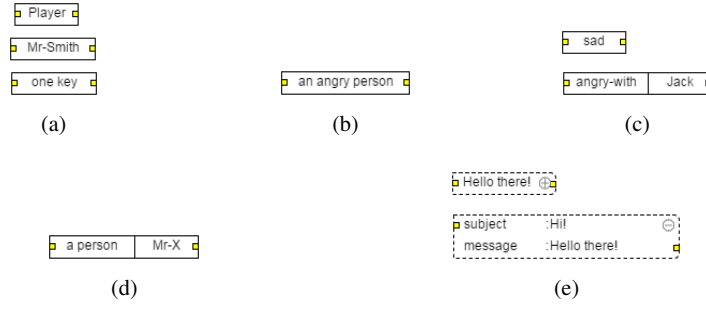 Player
Mr-Smith
one key
(a)
an angry person
(b)
sad
angry-with Jack
(c)
a person Mr-X
(d)
Hello there!
subject :Hi!
message :Hello there!
(e)